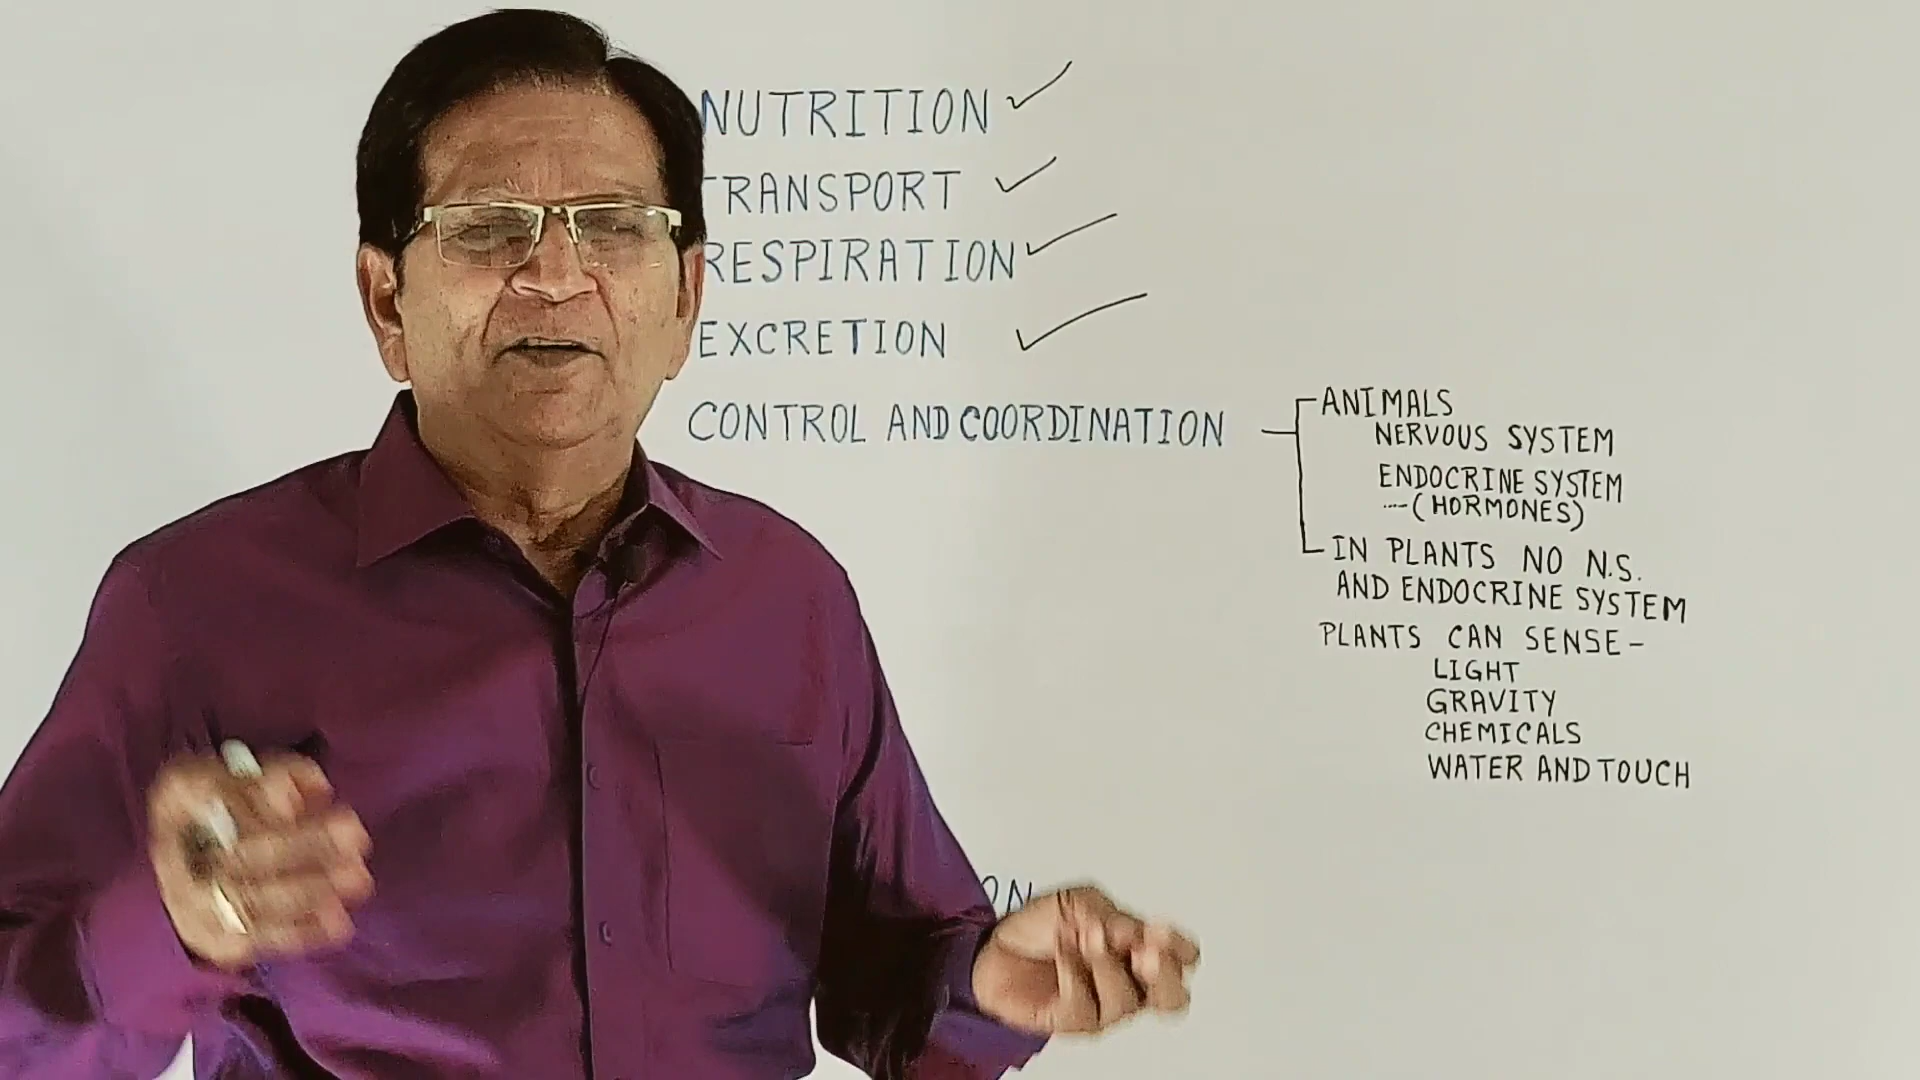 NUTRITION
TRANSPORT
RESPIRATION
EXCRETION
CONTROL AND COORDINATION
ANIMALS
NERVOUS SYSTEM
ENDOCRINE SYSTEM
---(HORMONES)
IN PLANTS NO N.S.
AND ENDOCRINE SYSTEM
PLANTS CAN SENSE-
LIGHT
GRAVITY
CHEMICALS
WATER AND TOUCH